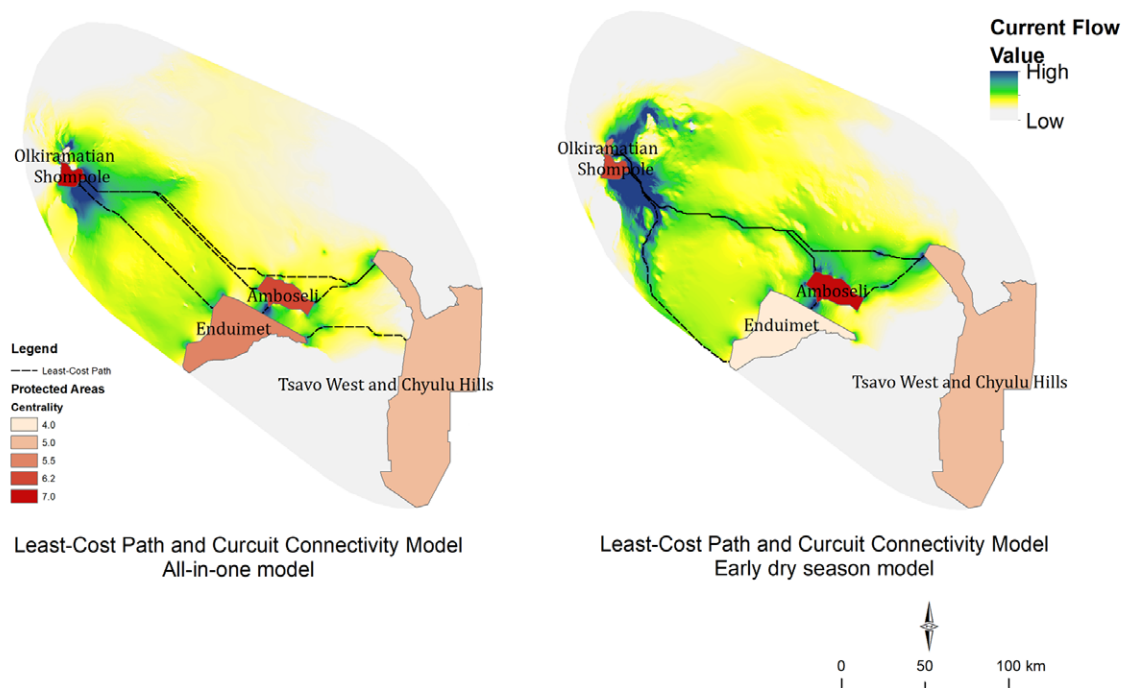 Current Flow
Value
High
Low
Olkiramatian
Shompole
Amboseli
Enduimet
Tsavo West and Chyulu Hills
Legend
Least-Cost Path
Protected Areas
Centrality
4.0
5.0
5.5
6.2
7.0
Least-Cost Path and Curcuit Connectivity Model
All-in-one model
Olkiramatian
Shompole
Amboseli
Enduimet
Tsavo West and Chyulu Hills
Least-Cost Path and Curcuit Connectivity Model
Early dry season model
0 50 100 km